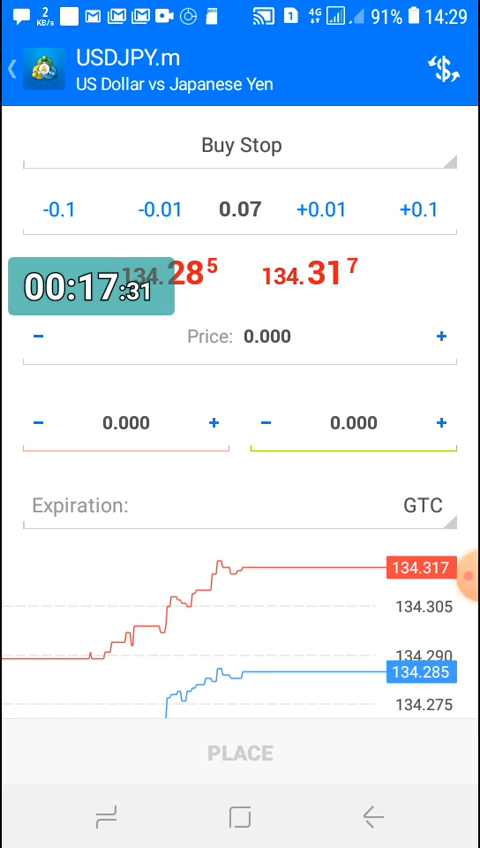 2 KB/s 1 4G 91% 14:29
USDJPY.m
US Dollar vs Japanese Yen
Buy Stop
-0.1 -0.01 0.07 +0.01 +0.1
134.285 134.317
00:17:31
- Price: 0.000 +
- 0.000 + - 0.000 +
Expiration: GTC
134.317
134.305
134.290
134.285
134.275
PLACE